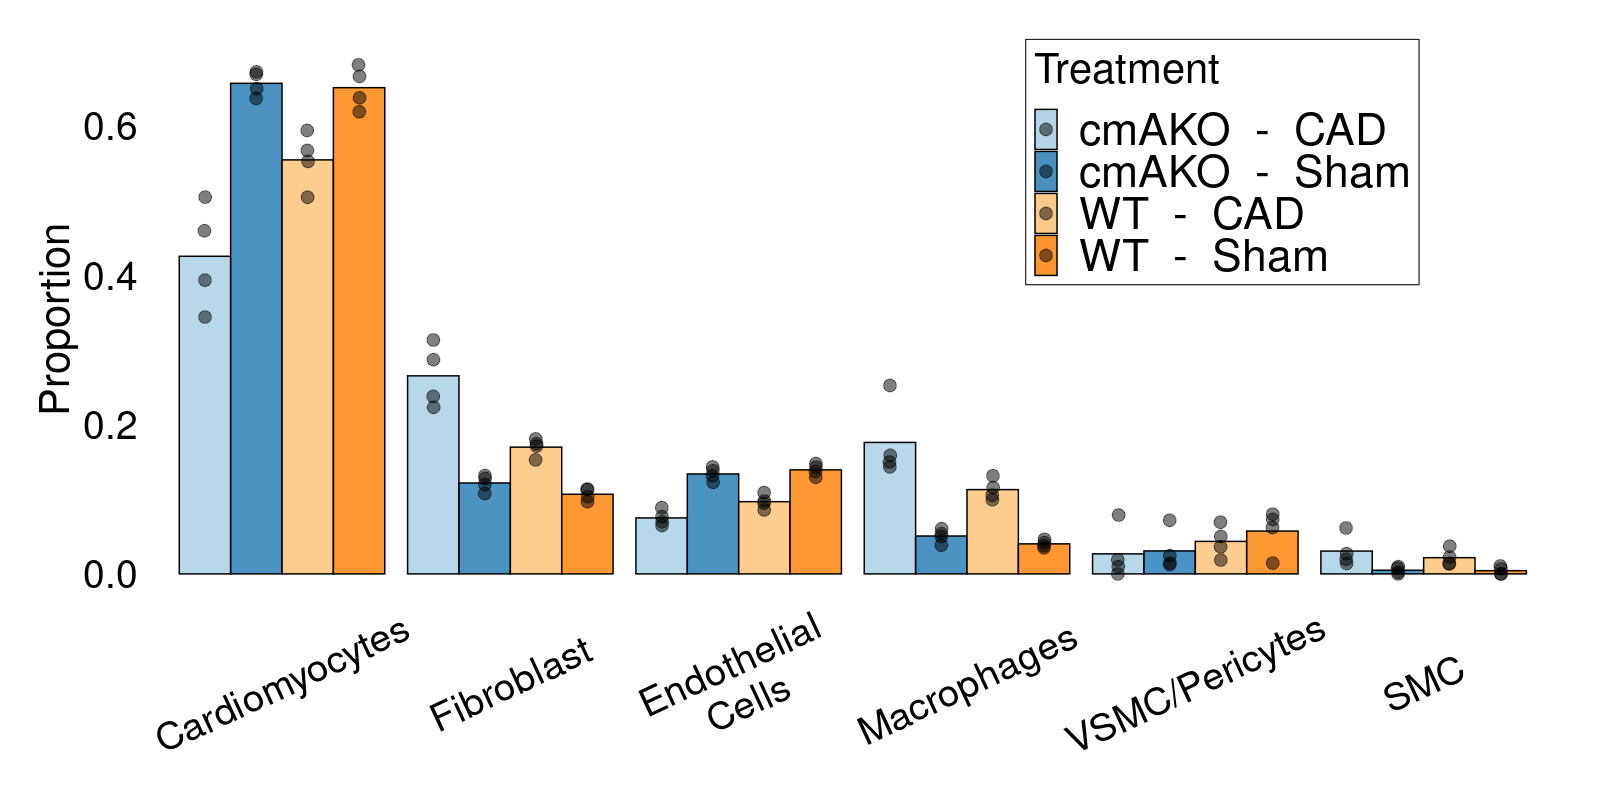 Treatment
cmAKO - CAD
cmAKO - Sham
WT - CAD
WT - Sham
Proportion
0.6
0.4
0.2
0.0
Cardiomyocytes
Fibroblast
Endothelial
Cells
Macrophages
VSMC/Pericytes
SMC